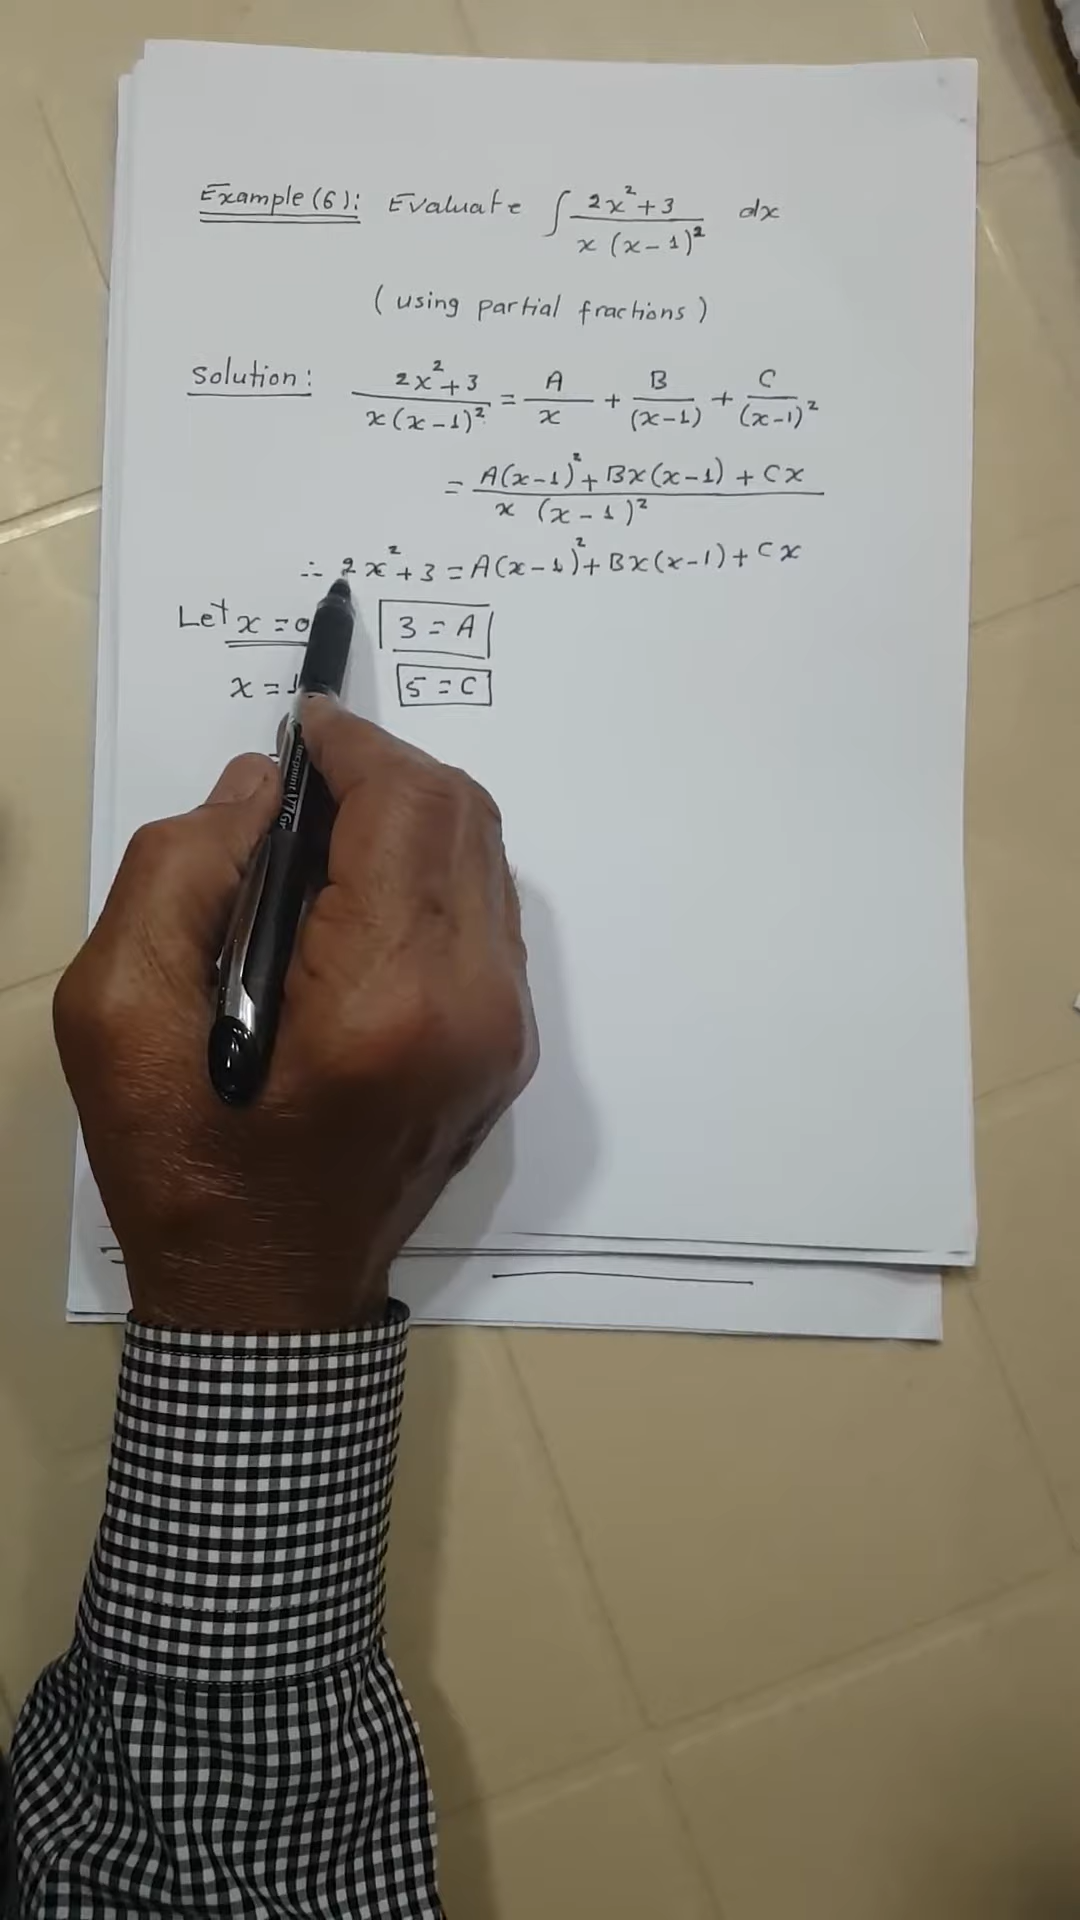 Example (6): Evaluate ∫ (2x²+3)/(x (x-1)²) dx
(using partial fractions)
Solution: (2x²+3)/(x(x-1)²) = A/x + B/(x-1) + C/(x-1)²
= (A(x-1)² + Bx(x-1) + Cx)/(x (x-1)²)
∴ 2x²+3 = A(x-1)² + Bx(x-1) + Cx
Let x = 0 3 = A
x = 1 5 = C